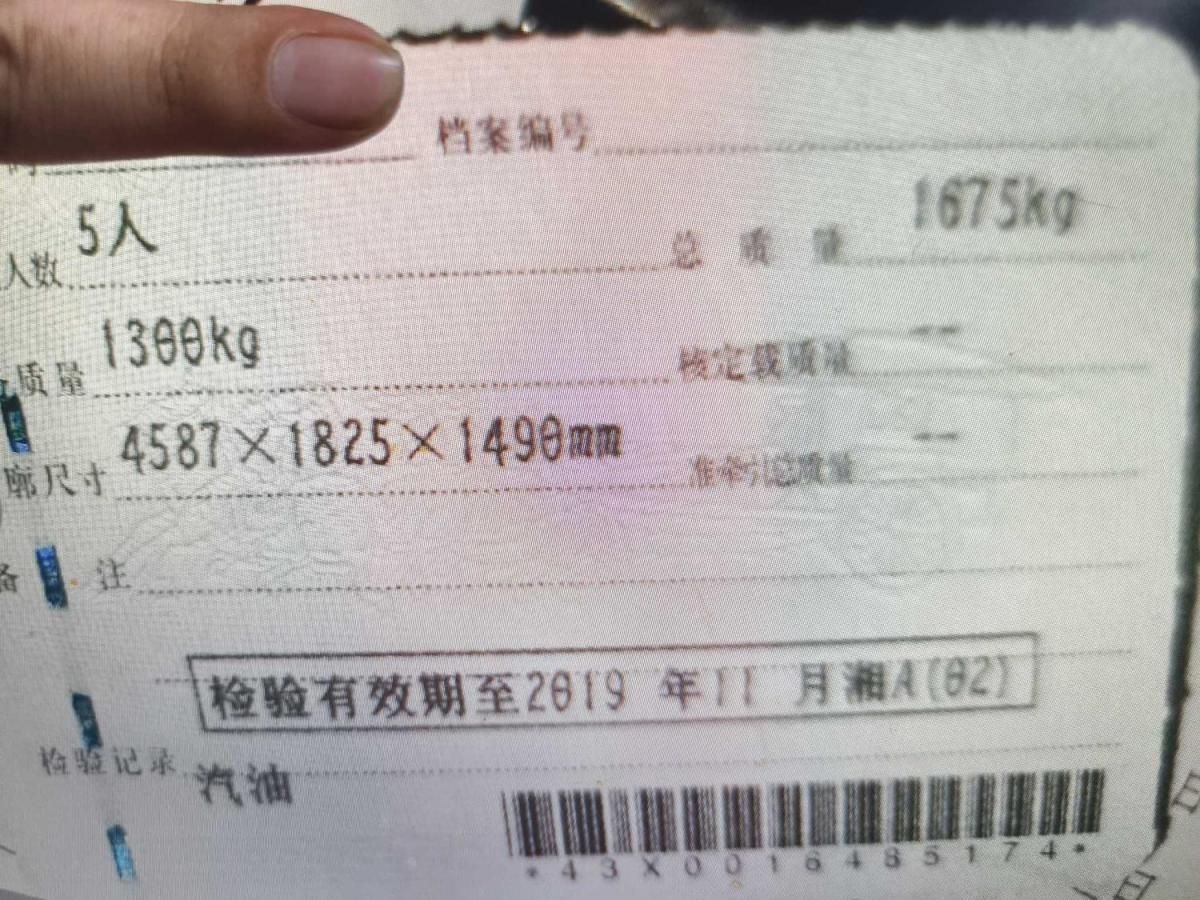 档案编号
人数 5人 总质量 1675kg
质量 1300kg 核定载质量 --
廓尺寸 4587×1825×1490mm 准牵引总质量 --
备注
检验有效期至2019年11月湘A(02)
检验记录
汽油
*43X0016485174*